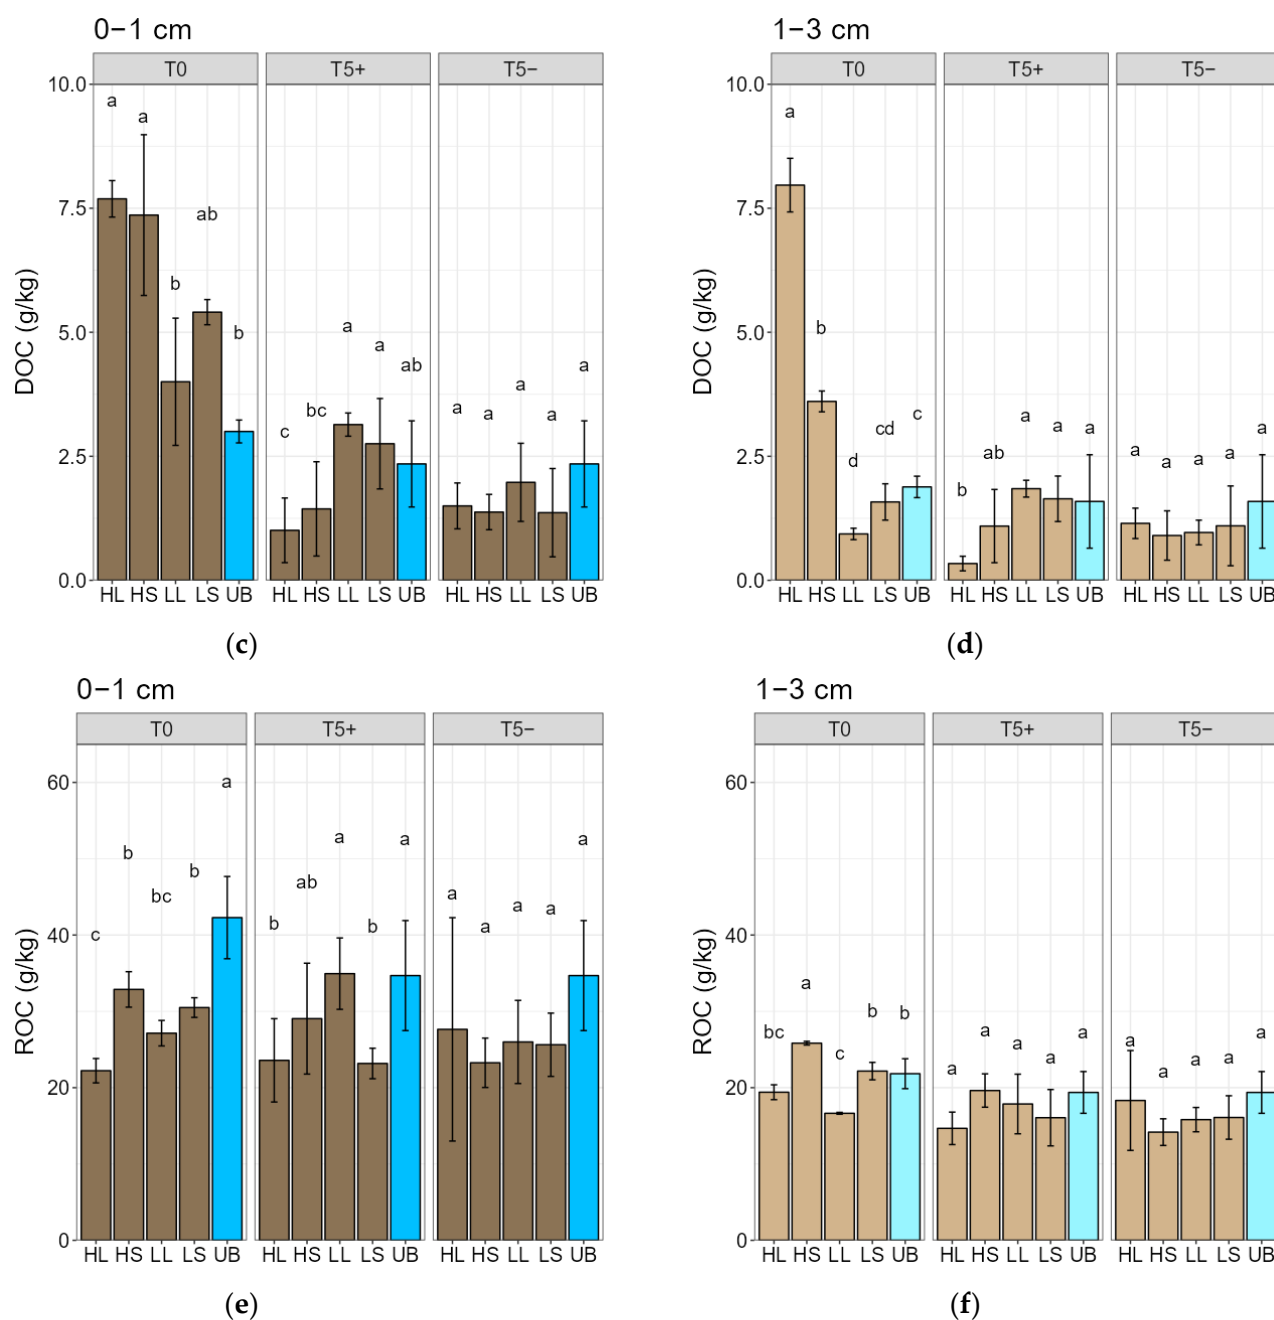 0−1 cm
T0 T5+ T5−
10.0
7.5
5.0
2.5
0.0
DOC (g/kg)
a a b ab b
c bc a a ab
a a a a a
HL HS LL LS UB HL HS LL LS UB HL HS LL LS UB
(c)
1−3 cm
T0 T5+ T5−
10.0
7.5
5.0
2.5
0.0
DOC (g/kg)
a b d cd c
b ab a a a
a a a a a
HL HS LL LS UB HL HS LL LS UB HL HS LL LS UB
(d)
0−1 cm
T0 T5+ T5−
60
40
20
0
ROC (g/kg)
c b bc b a
b ab a b a
a a a a a
HL HS LL LS UB HL HS LL LS UB HL HS LL LS UB
(e)
1−3 cm
T0 T5+ T5−
60
40
20
0
ROC (g/kg)
bc a c b b
a a a a a
a a a a a
HL HS LL LS UB HL HS LL LS UB HL HS LL LS UB
(f)